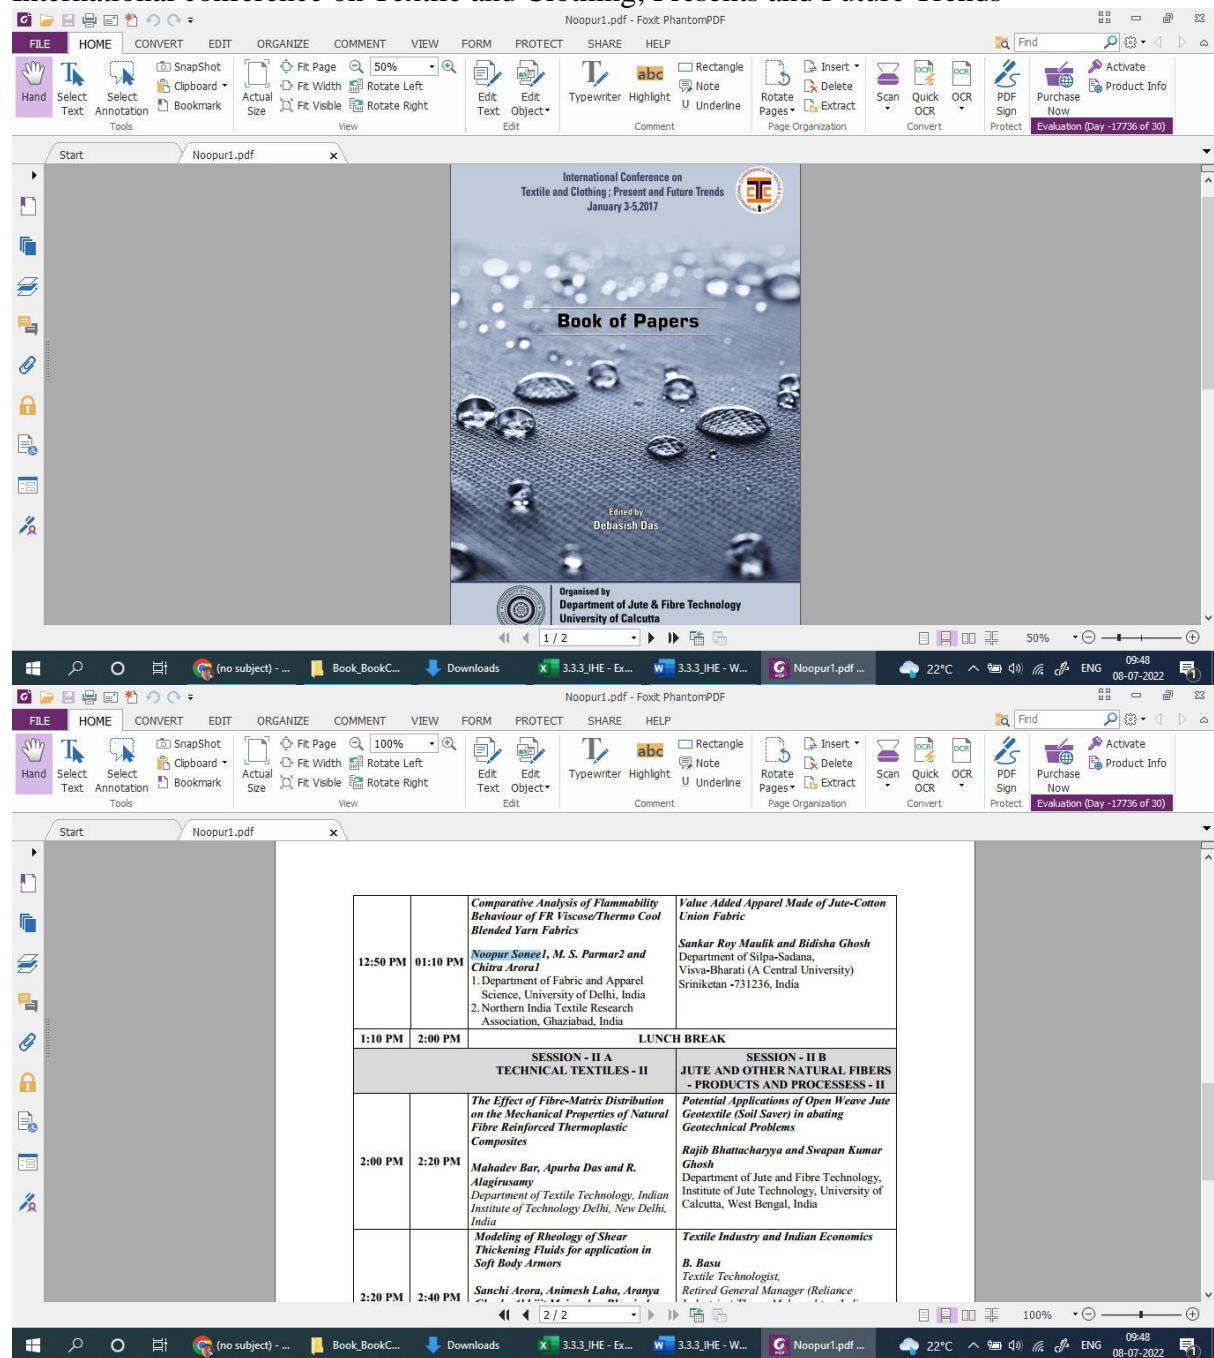 International conference on Textile and Clothing; Presents and Future Trends
Noopur1.pdf - Foxit PhantomPDF
FILE HOME CONVERT EDIT ORGANIZE COMMENT VIEW FORM PROTECT SHARE HELP Find
Hand
Select Text
Select Annotation
SnapShot
Clipboard
Bookmark
Tools
Actual Size
Fit Page
Fit Width
Fit Visible
50%
Rotate Left
Rotate Right
View
Edit Text
Edit Object
Edit
Typewriter
Highlight
Rectangle
Note
Underline
Comment
Rotate Pages
Insert
Delete
Extract
Page Organization
Scan
Quick OCR
OCR
Convert
PDF Sign
Protect
Purchase Now
Activate
Product Info
Evaluation (Day -17736 of 30)
Start Noopur1.pdf x
International Conference on
Textile and Clothing ; Present and Future Trends
January 3-5,2017
Book of Papers
Edited by
Debasish Das
Organised by
Department of Jute & Fibre Technology
University of Calcutta
1 / 2 50%
(no subject) - ... Book_BookC... Downloads 3.3.3_IHE - Ex... 3.3.3_IHE - W... Noopur1.pdf ... 22°C ENG 09:48
08-07-2022
Noopur1.pdf - Foxit PhantomPDF
FILE HOME CONVERT EDIT ORGANIZE COMMENT VIEW FORM PROTECT SHARE HELP Find
Hand
Select Text
Select Annotation
SnapShot
Clipboard
Bookmark
Tools
Actual Size
Fit Page
Fit Width
Fit Visible
100%
Rotate Left
Rotate Right
View
Edit Text
Edit Object
Edit
Typewriter
Highlight
Rectangle
Note
Underline
Comment
Rotate Pages
Insert
Delete
Extract
Page Organization
Scan
Quick OCR
OCR
Convert
PDF Sign
Protect
Purchase Now
Activate
Product Info
Evaluation (Day -17736 of 30)
Start Noopur1.pdf x
12:50 PM 01:10 PM
Comparative Analysis of Flammability
Behaviour of FR Viscose/Thermo Cool
Blended Yarn Fabrics
Noopur Sonee1, M. S. Parmar2 and
Chitra Arora1
1. Department of Fabric and Apparel
Science, University of Delhi, India
2. Northern India Textile Research
Association, Ghaziabad, India
Value Added Apparel Made of Jute-Cotton
Union Fabric
Sankar Roy Maulik and Bidisha Ghosh
Department of Silpa-Sadana,
Visva-Bharati (A Central University)
Sriniketan -731236, India
1:10 PM 2:00 PM LUNCH BREAK
SESSION - II A
TECHNICAL TEXTILES - II
SESSION - II B
JUTE AND OTHER NATURAL FIBERS
- PRODUCTS AND PROCESSESS - II
2:00 PM 2:20 PM
The Effect of Fibre-Matrix Distribution
on the Mechanical Properties of Natural
Fibre Reinforced Thermoplastic
Composites
Mahadev Bar, Apurba Das and R.
Alagirusamy
Department of Textile Technology, Indian
Institute of Technology Delhi, New Delhi,
India
Potential Applications of Open Weave Jute
Geotextile (Soil Saver) in abating
Geotechnical Problems
Rajib Bhattacharyya and Swapan Kumar
Ghosh
Department of Jute and Fibre Technology,
Institute of Jute Technology, University of
Calcutta, West Bengal, India
2:20 PM 2:40 PM
Modeling of Rheology of Shear
Thickening Fluids for application in
Soft Body Armors
Sanchi Arora, Animesh Laha, Aranya
Textile Industry and Indian Economics
B. Basu
Textile Technologist,
Retired General Manager (Reliance
2 / 2 100%
(no subject) - ... Book_BookC... Downloads 3.3.3_IHE - Ex... 3.3.3_IHE - W... Noopur1.pdf ... 22°C ENG 09:48
08-07-2022